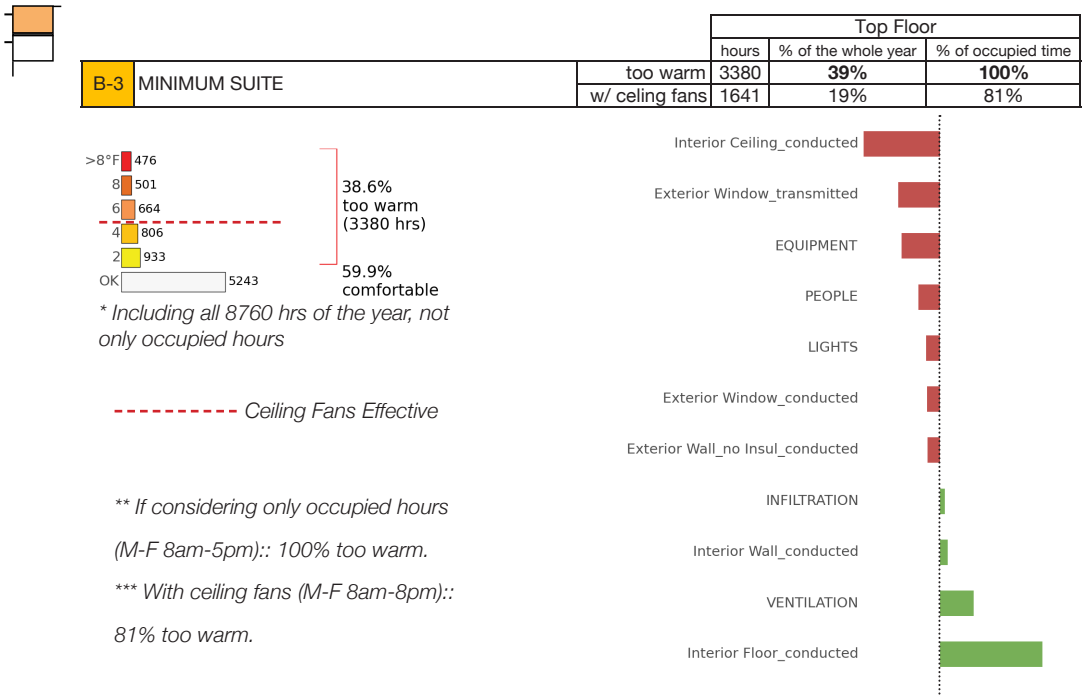 Top Floor
hours % of the whole year % of occupied time
B-3 MINIMUM SUITE too warm 3380 39% 100%
w/ celing fans 1641 19% 81%
>8°F 476
8 501
6 664
4 806
2 933
OK 5243
38.6%
too warm
(3380 hrs)
59.9%
comfortable
* Including all 8760 hrs of the year, not
only occupied hours
Ceiling Fans Effective
** If considering only occupied hours
(M-F 8am-5pm):: 100% too warm.
*** With ceiling fans (M-F 8am-8pm)::
81% too warm.
Interior Ceiling_conducted
Exterior Window_transmitted
EQUIPMENT
PEOPLE
LIGHTS
Exterior Window_conducted
Exterior Wall_no Insul_conducted
INFILTRATION
Interior Wall_conducted
VENTILATION
Interior Floor_conducted